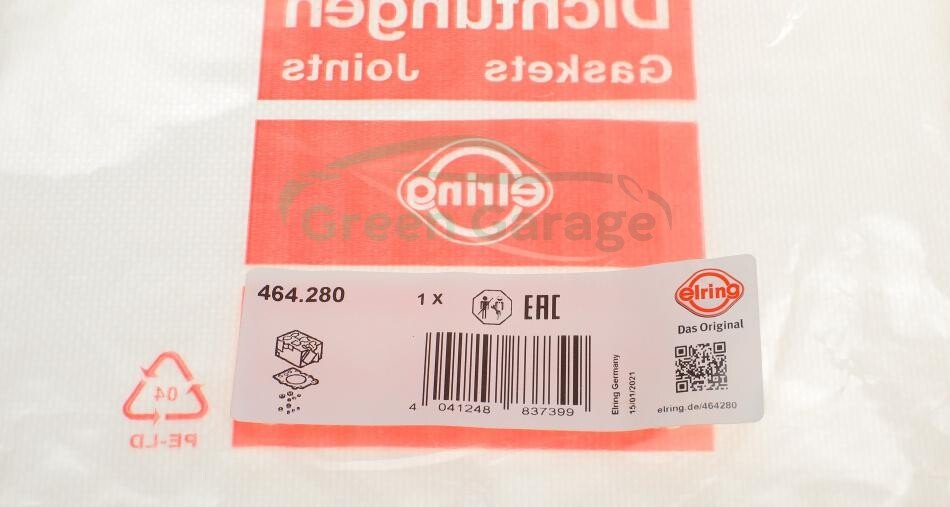 Dichtungen
Gaskets Joints
elring
Green Garage
464.280
1 X
EAC
elring
Das Original
4 041248 837399
Elring Germany
15/01/2021
elring.de/464280
04
PE-LD